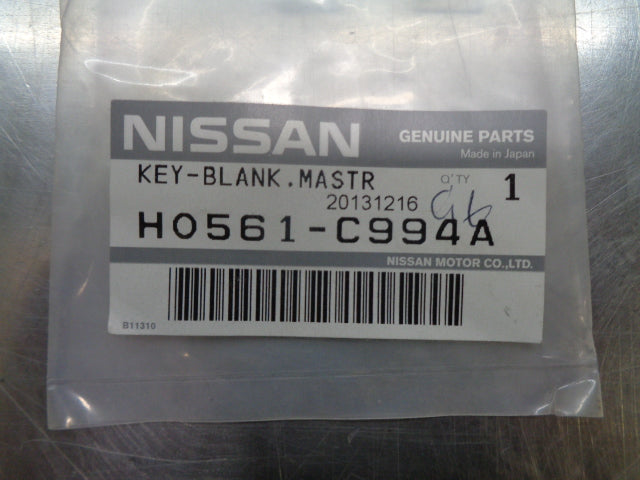 NISSAN GENUINE PARTS
Made in Japan
KEY-BLANK.MASTR Q'TY 1
20131216
H0561-C994A
NISSAN MOTOR CO.,LTD.
B11310